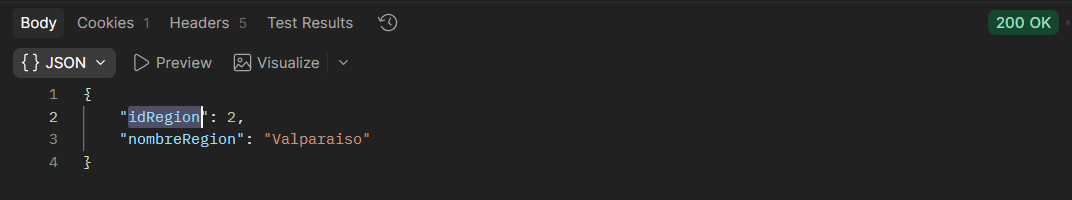 Body Cookies 1 Headers 5 Test Results 200 OK
{} JSON Preview Visualize
1 {
2 "idRegion": 2,
3 "nombreRegion": "Valparaiso"
4 }